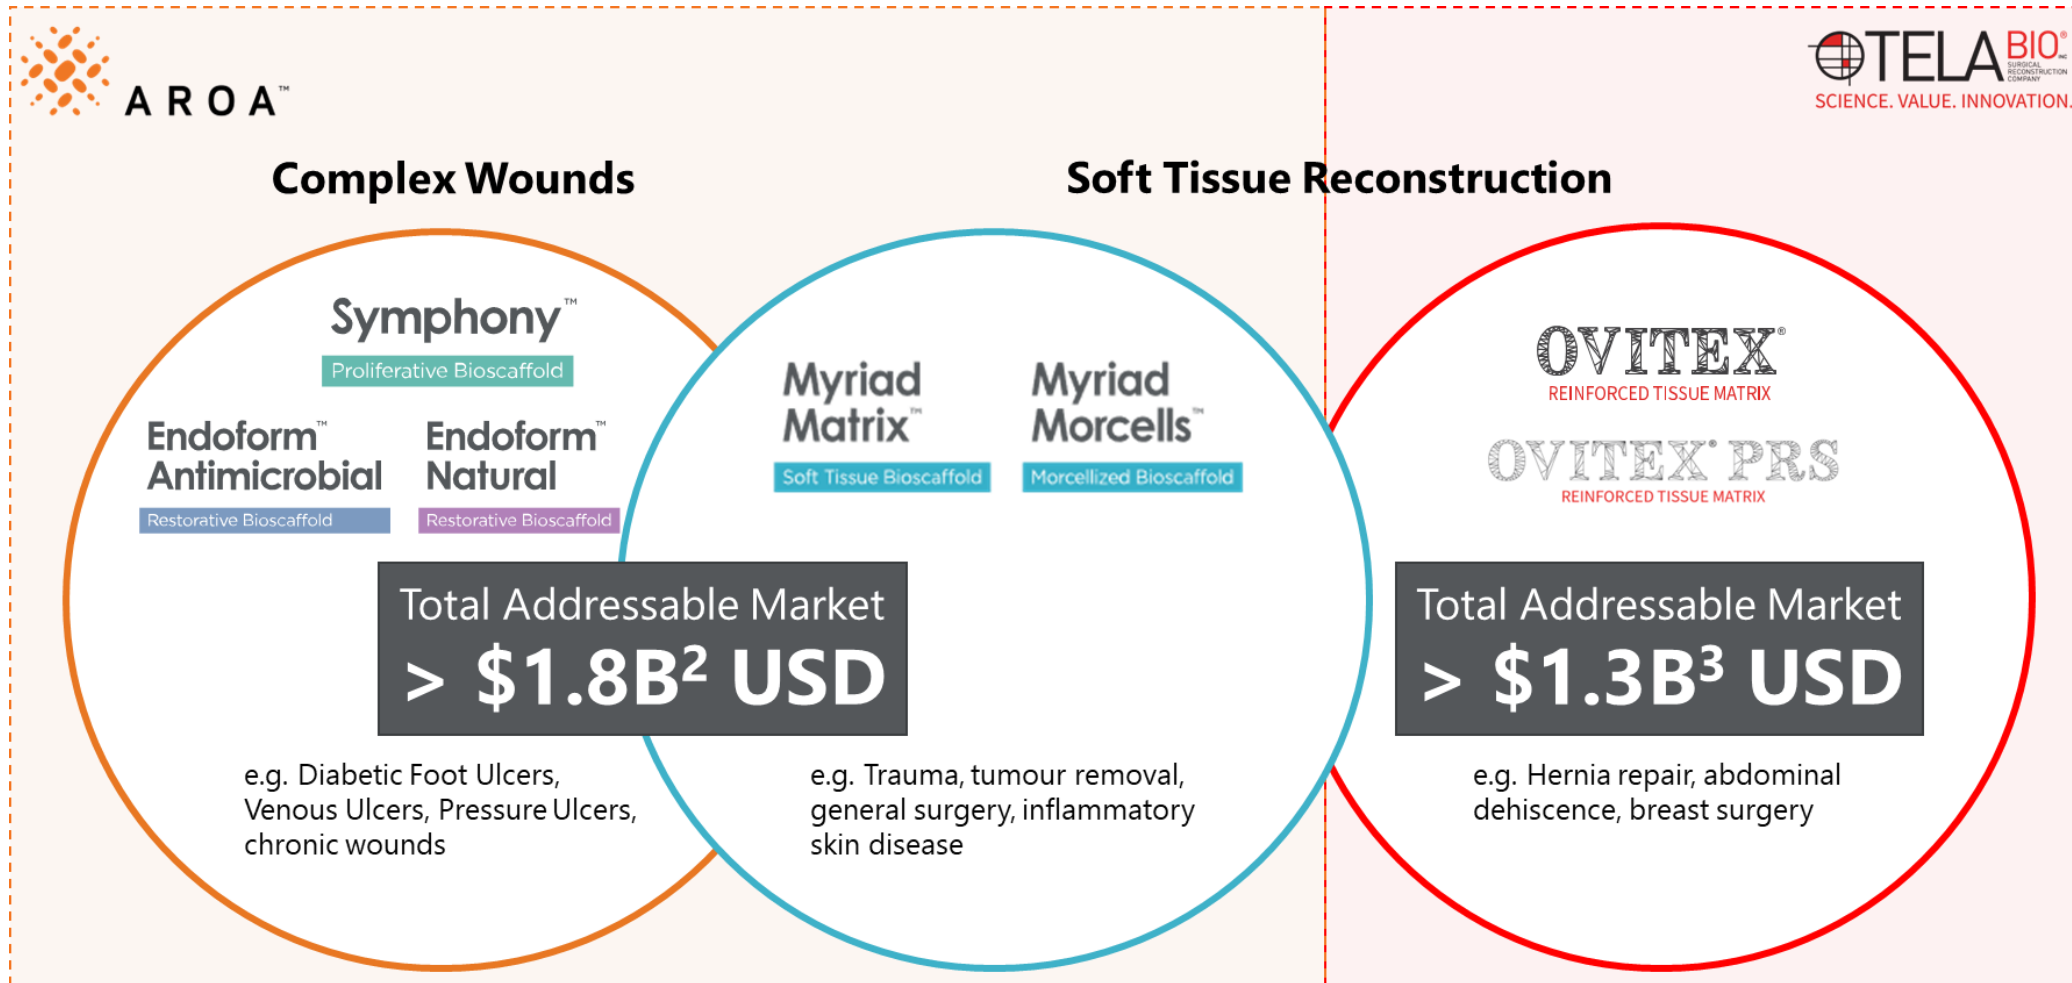 AROA™
TELA BIO® INC
SURGICAL
RECONSTRUCTION
COMPANY
SCIENCE. VALUE. INNOVATION.
Complex Wounds
Soft Tissue Reconstruction
Symphony™
Proliferative Bioscaffold
Endoform™
Antimicrobial
Restorative Bioscaffold
Endoform™
Natural
Restorative Bioscaffold
Myriad
Matrix™
Soft Tissue Bioscaffold
Myriad
Morcells™
Morcellized Bioscaffold
OVITEX®
REINFORCED TISSUE MATRIX
OVITEX® PRS
REINFORCED TISSUE MATRIX
Total Addressable Market
> $1.8B² USD
Total Addressable Market
> $1.3B³ USD
e.g. Diabetic Foot Ulcers,
Venous Ulcers, Pressure Ulcers,
chronic wounds
e.g. Trauma, tumour removal,
general surgery, inflammatory
skin disease
e.g. Hernia repair, abdominal
dehiscence, breast surgery